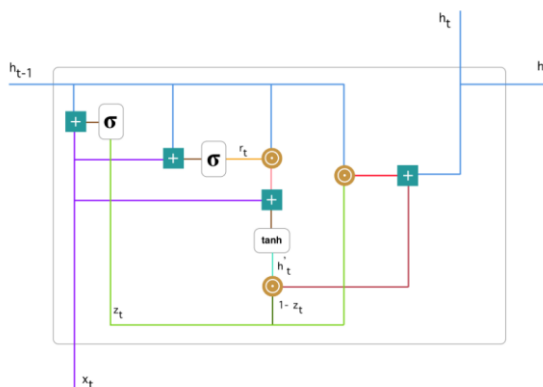 h_t
h_{t-1}
h
+
σ
+
σ
r_t
+
+
tanh
h'_t
z_t
1- z_t
x_t